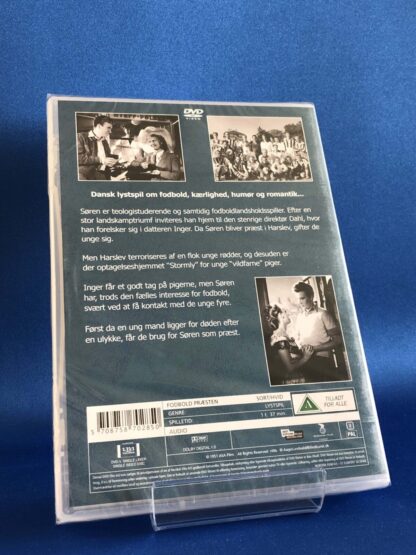 DVD
VIDEO
Dansk lystspil om fodbold, kærlighed, humør og romantik...
Søren er teologistuderende og samtidig fodboldlandsholdsspiller. Efter en
stor landskamptriumf inviteres han hjem til den stenrige direktør Dahl, hvor
han forelsker sig i datteren Inger. Da Søren bliver præst i Harslev, gifter de
unge sig.
Men Harslev terroriseres af en flok unge rødder, og desuden er
der optagelseshjemmet "Stormly" for unge "vildfarne" piger.
Inger får et godt tag på pigerne, men Søren
har, trods den fælles interesse for fodbold,
svært ved at få kontakt med de unge fyre.
Først da en ung mand ligger for døden efter
en ulykke, får de brug for Søren som præst.
FODBOLD PRÆSTEN
SORT/HVID
GENRE:
LYSTSPIL
SPILLETID:
1 t. 37 min.
AUDIO
DOLBY DIGITAL
A
TILLADT
FOR ALLE
5 708758 702850
PAL